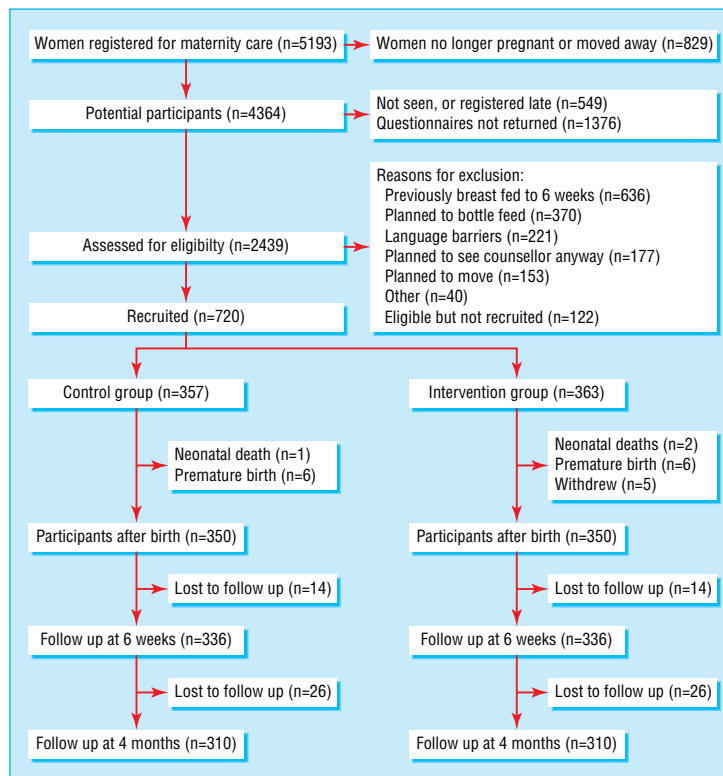 Women registered for maternity care (n=5193)
Women no longer pregnant or moved away (n=829)
Potential participants (n=4364)
Not seen, or registered late (n=549)
Questionnaires not returned (n=1376)
Reasons for exclusion:
Previously breast fed to 6 weeks (n=636)
Planned to bottle feed (n=370)
Language barriers (n=221)
Planned to see counsellor anyway (n=177)
Planned to move (n=153)
Other (n=40)
Eligible but not recruited (n=122)
Assessed for eligibilty (n=2439)
Recruited (n=720)
Control group (n=357)
Intervention group (n=363)
Neonatal death (n=1)
Premature birth (n=6)
Neonatal deaths (n=2)
Premature birth (n=6)
Withdrew (n=5)
Participants after birth (n=350)
Participants after birth (n=350)
Lost to follow up (n=14)
Lost to follow up (n=14)
Follow up at 6 weeks (n=336)
Follow up at 6 weeks (n=336)
Lost to follow up (n=26)
Lost to follow up (n=26)
Follow up at 4 months (n=310)
Follow up at 4 months (n=310)